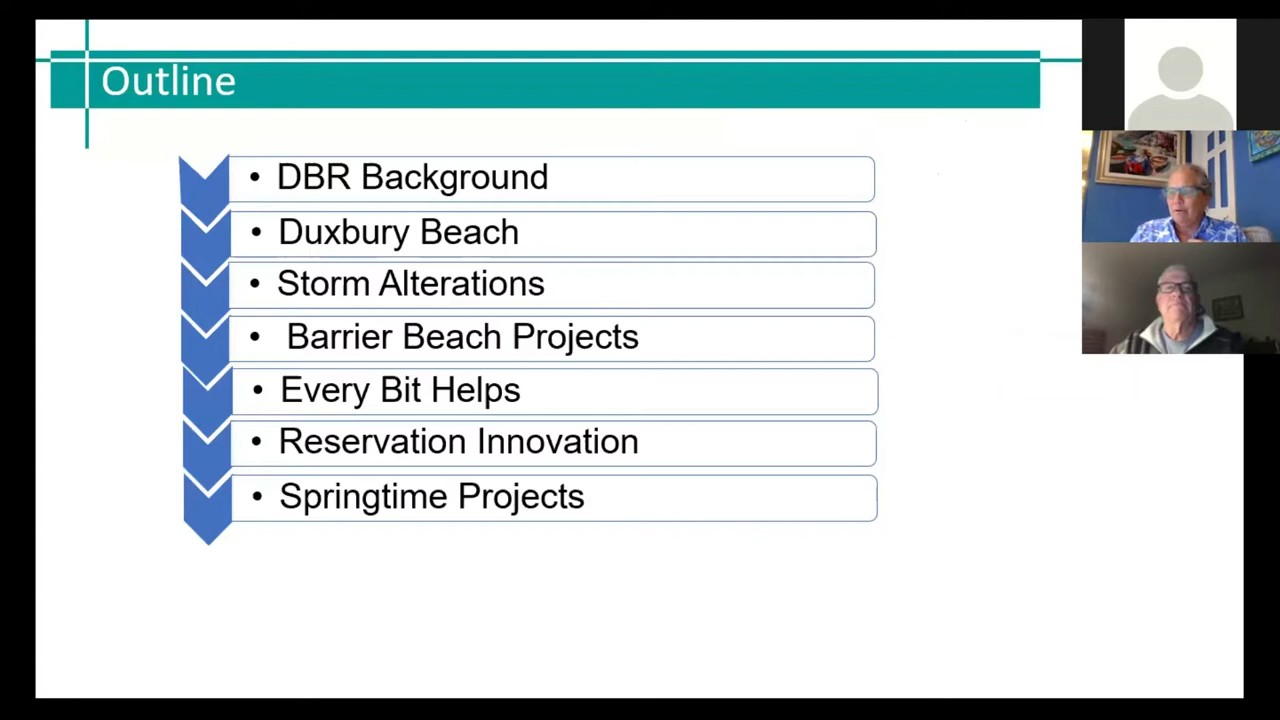 Outline
• DBR Background
• Duxbury Beach
• Storm Alterations
• Barrier Beach Projects
• Every Bit Helps
• Reservation Innovation
• Springtime Projects